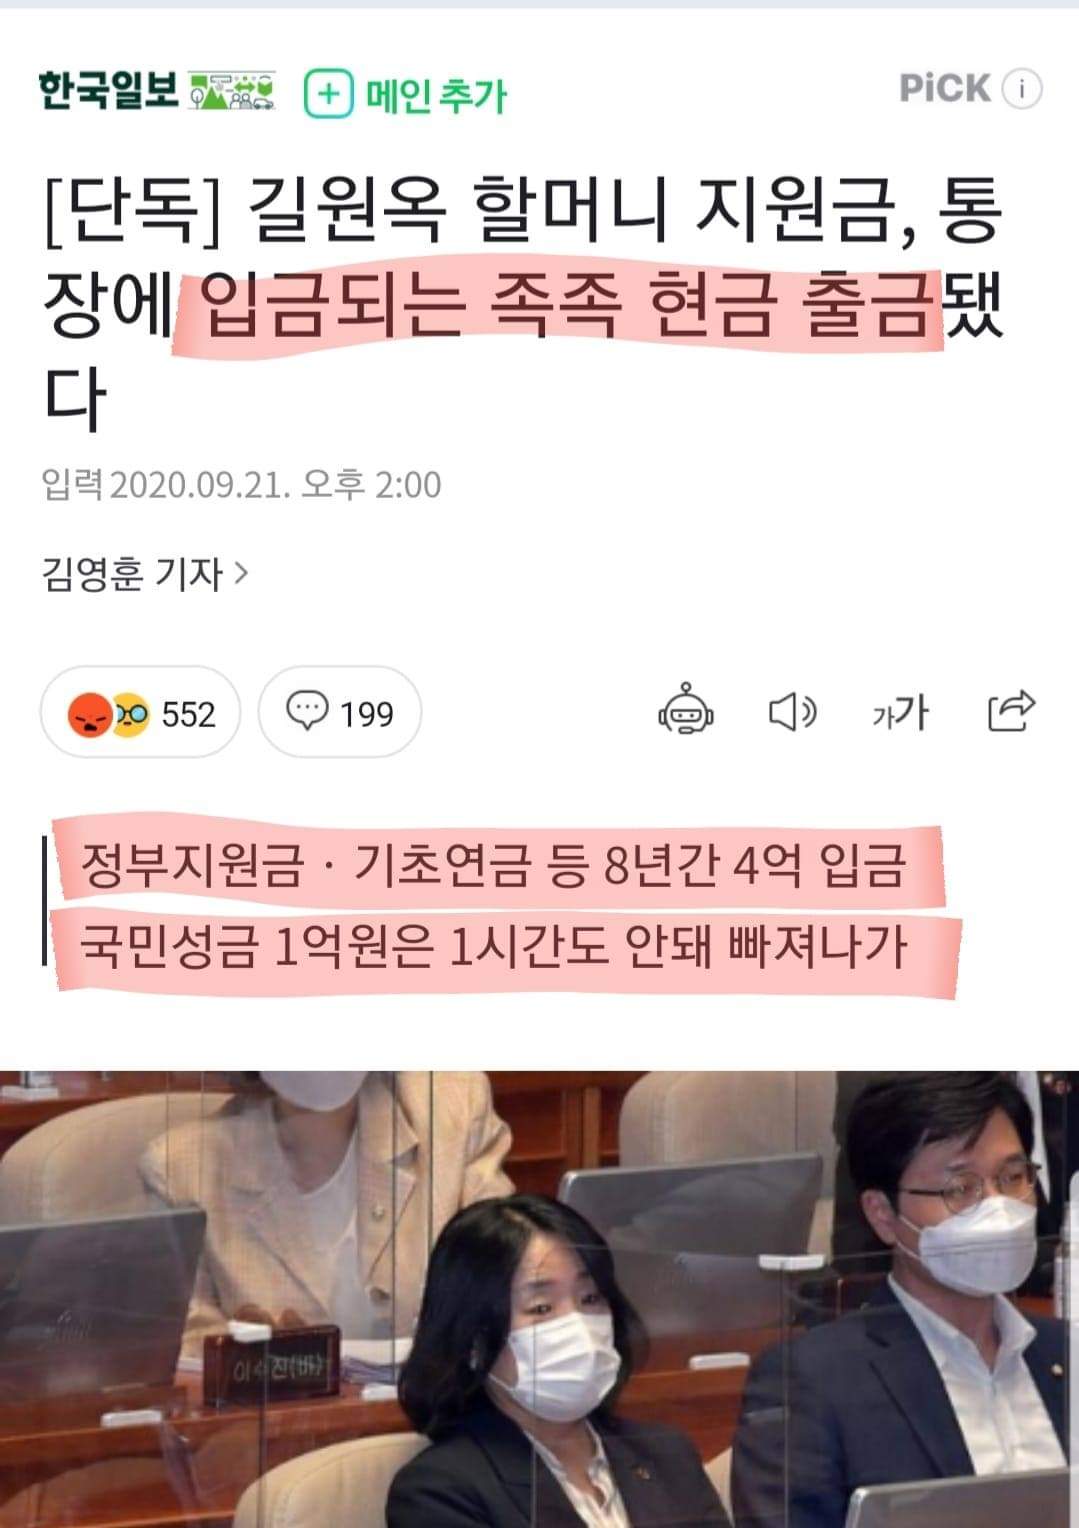 한국일보
메인 추가
PiCK i
[단독] 길원옥 할머니 지원금, 통
장에 입금되는 족족 현금 출금됐
다
입력 2020.09.21. 오후 2:00
김영훈 기자 >
552
199
가가
정부지원금 · 기초연금 등 8년간 4억 입금
국민성금 1억원은 1시간도 안돼 빠져나가
이수진(비)